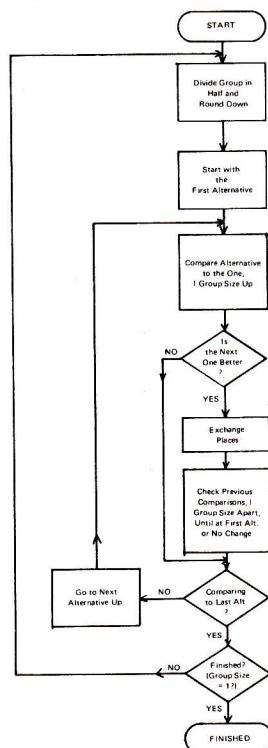 START
Divide Group in
Half and
Round Down
Start with
the
First Alternative
Compare Alternative
to the One,
I Group Size Up
Is
the Next
One Better
?
NO
YES
Exchange
Places
Check Previous
Comparisons, I
Group Size Apart,
Until at First Alt.
or No Change
Comparing
to Last Alt
?
NO
Go to Next
Alternative Up
YES
Finished?
(Group Size
= 1?)
NO
YES
FINISHED